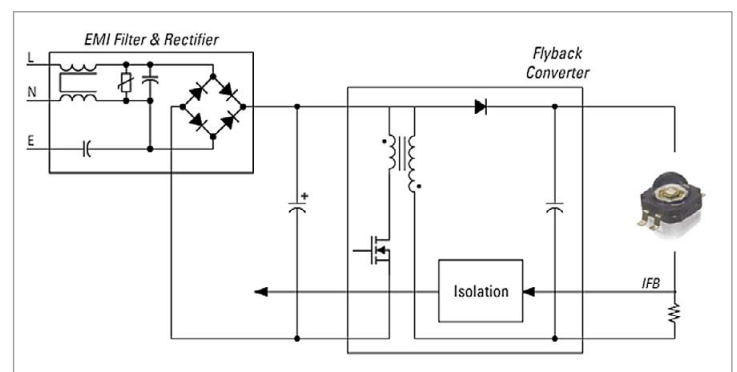 EMI Filter & Rectifier
L
N
E
Flyback
Converter
+
Isolation
IFB